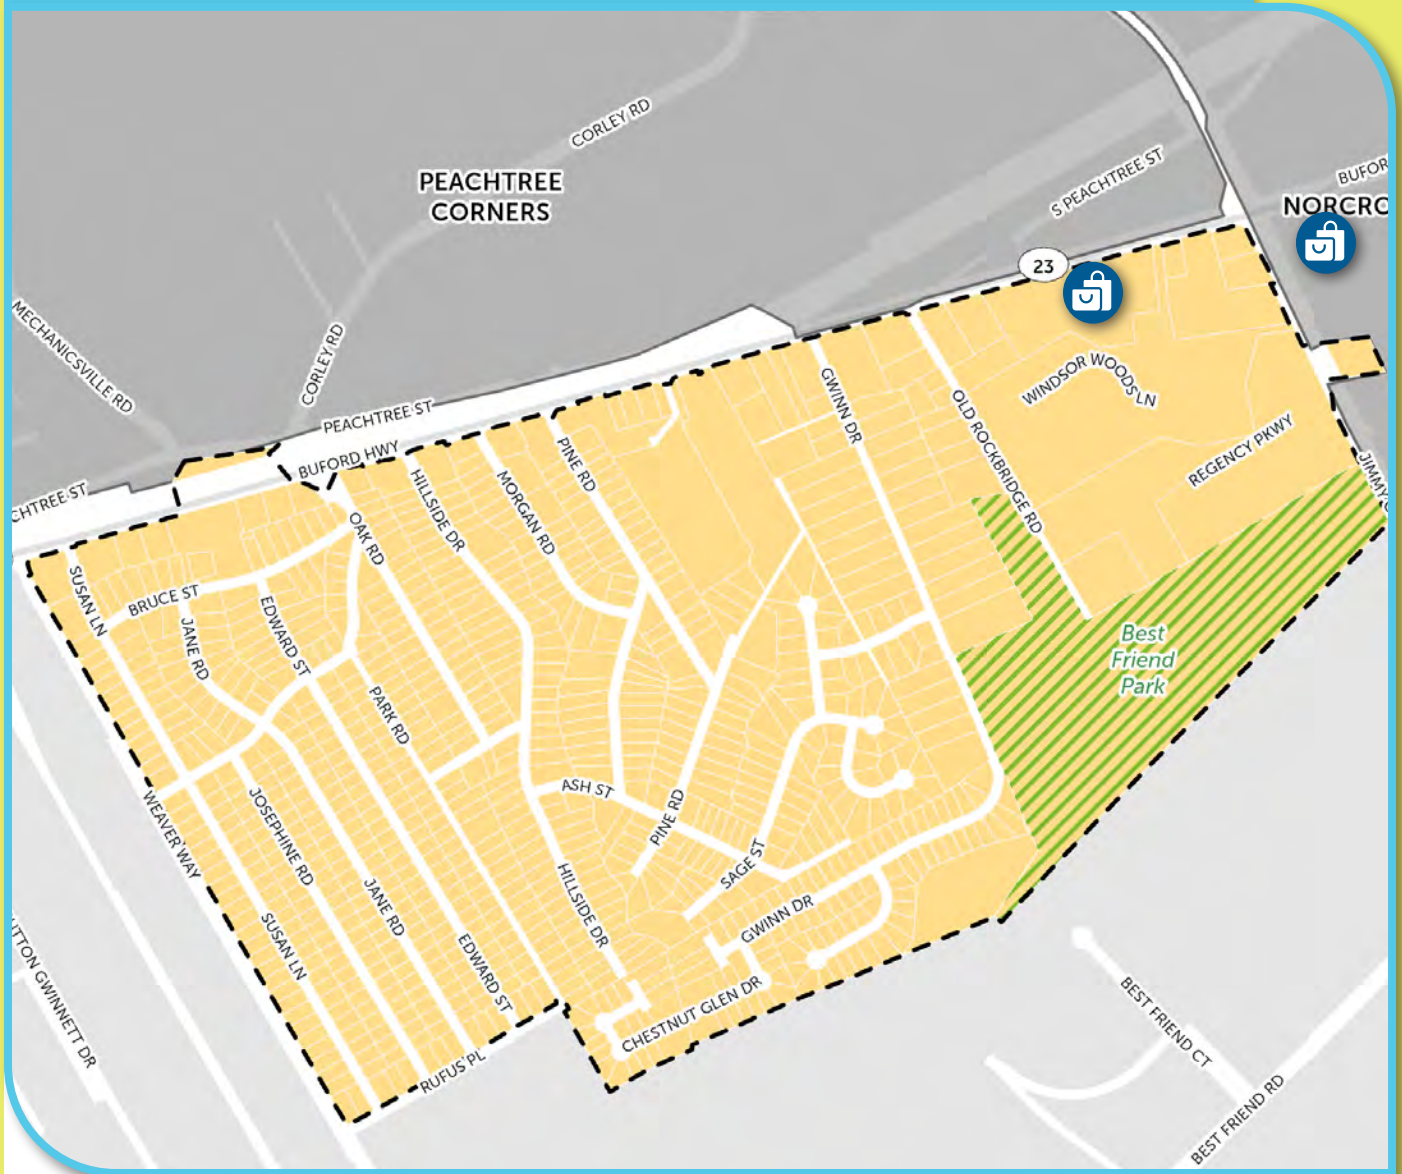 CORLEY RD
PEACHTREE
CORNERS
S PEACHTREE ST
BUFOR
NORCRO
23
MECHANICSVILLE RD
CORLEY RD
PEACHTREE ST
BUFORD HWY
CHTREE ST
GWINN DR
WINDSOR WOODS LN
OLD ROCKBRIDGE RD
REGENCY PKWY
JIMMY C
PINE RD
MORGAN RD
HILLSIDE DR
OAK RD
SUSAN LN
BRUCE ST
EDWARD ST
JANE RD
Best
Friend
Park
PARK RD
ASH ST
PINE RD
SAGE ST
WEAVER WAY
JOSEPHINE RD
JANE RD
HILLSIDE DR
GWINN DR
SUSAN LN
EDWARD ST
CHESTNUT GLEN DR
RUFUS PL
UTTON GWINNETT DR
BEST FRIEND CT
BEST FRIEND RD